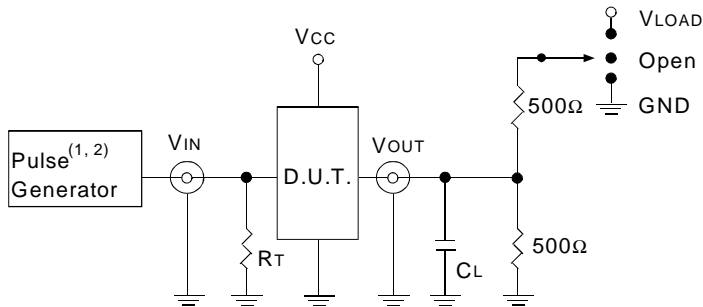 VLOAD
VCC
Open
500Ω
GND
VIN
VOUT
Pulse(1, 2)
Generator
D.U.T.
500Ω
RT
CL